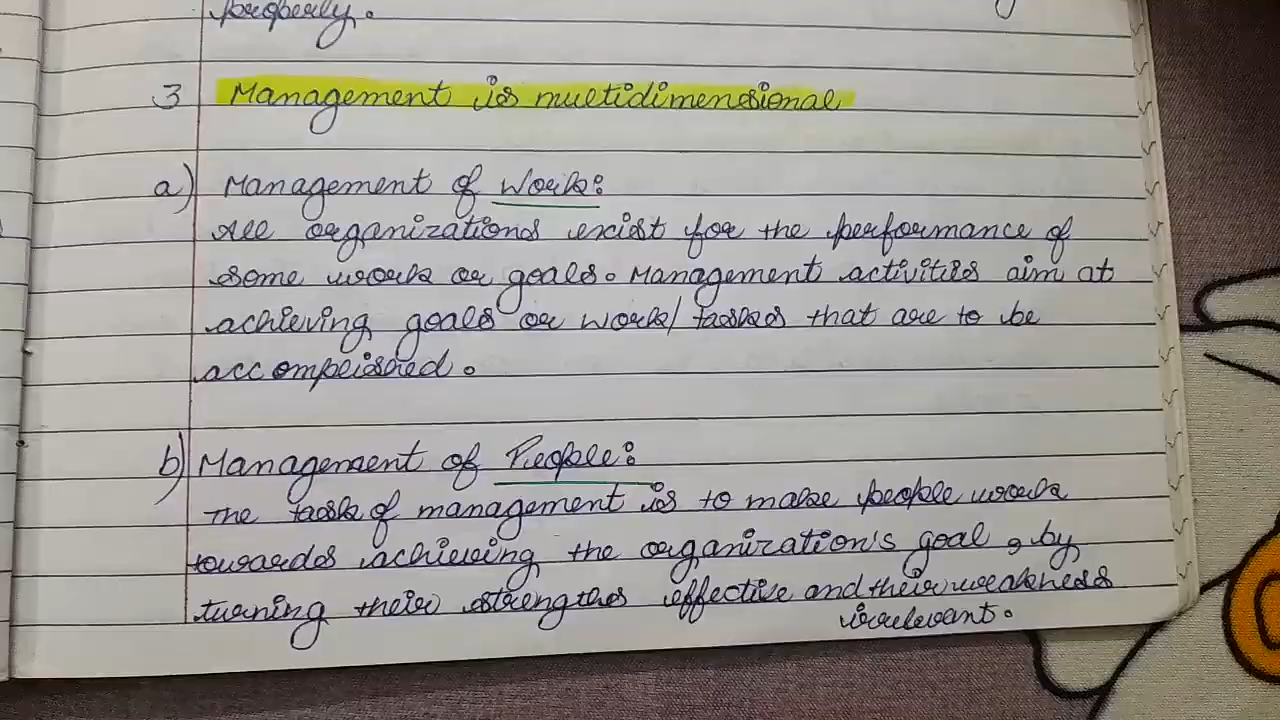 properly.
3 Management is multidimensional
a) Management of Work:
All organizations exist for the performance of
some work or goals. Management activities aim at
achieving goals or work/ tasks that are to be
accomplished.
b) Management of People:
The task of management is to make people work
towards achieving the organization's goal, by
turning their strengths effective and their weakness
irrelevant.